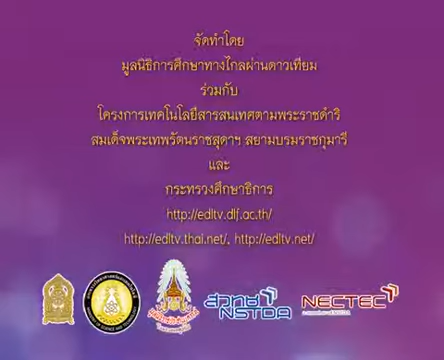 จัดทำโดย
มูลนิธิการศึกษาทางไกลผ่านดาวเทียม
ร่วมกับ
โครงการเทคโนโลยีสารสนเทศตามพระราชดำริ
สมเด็จพระเทพรัตนราชสุดาฯ สยามบรมราชกุมารี
และ
กระทรวงศึกษาธิการ
http://edltv.dlf.ac.th/
http://edltv.thai.net/, http://edltv.net/
สวทช NECTEC
NSTDA